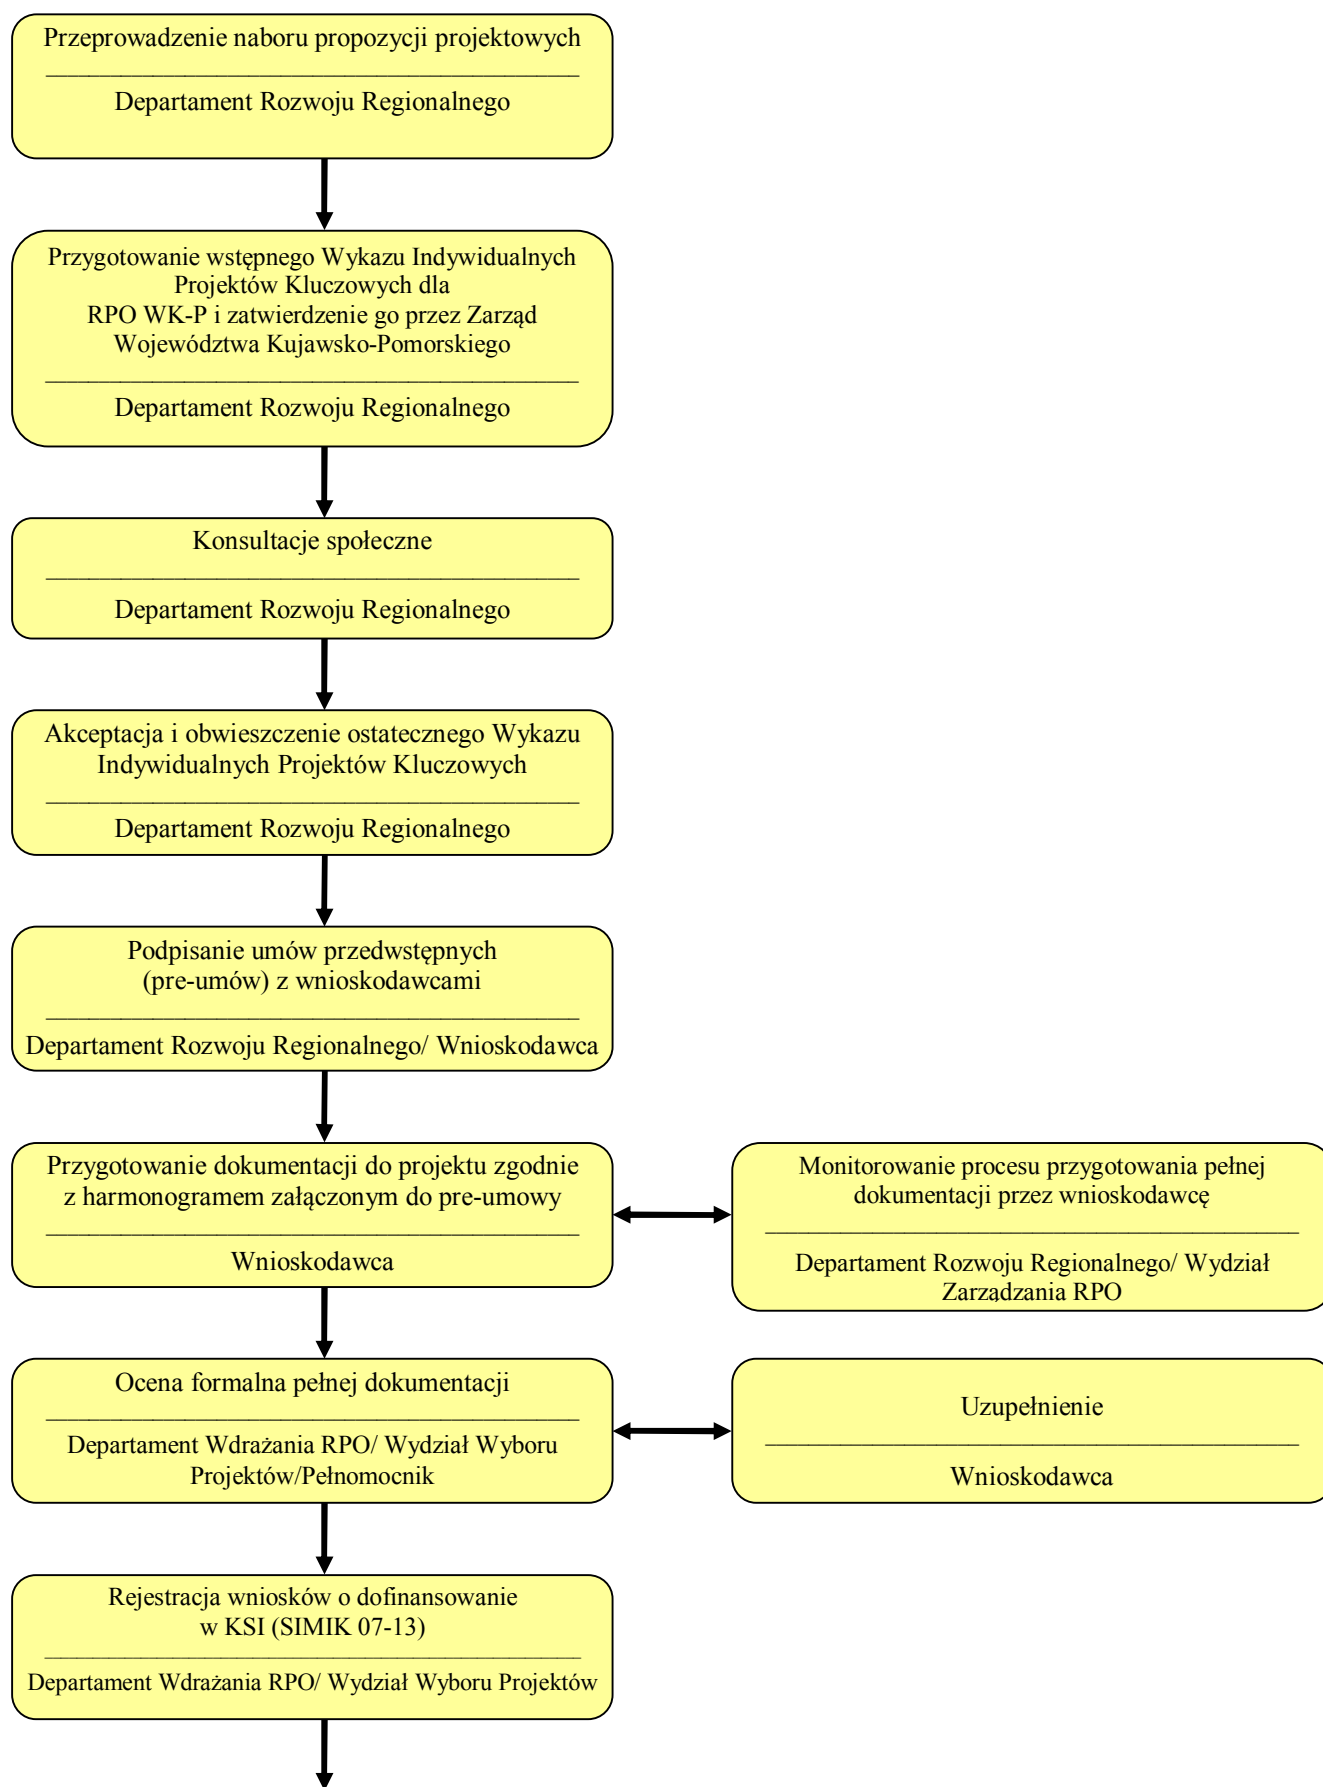 Przeprowadzenie naboru propozycji projektowych
Departament Rozwoju Regionalnego
Przygotowanie wstępnego Wykazu Indywidualnych
Projektów Kluczowych dla
RPO WK-P i zatwierdzenie go przez Zarząd
Województwa Kujawsko-Pomorskiego
Departament Rozwoju Regionalnego
Konsultacje społeczne
Departament Rozwoju Regionalnego
Akceptacja i obwieszczenie ostatecznego Wykazu
Indywidualnych Projektów Kluczowych
Departament Rozwoju Regionalnego
Podpisanie umów przedwstępnych
(pre-umów) z wnioskodawcami
Departament Rozwoju Regionalnego/ Wnioskodawca
Przygotowanie dokumentacji do projektu zgodnie
z harmonogramem załączonym do pre-umowy
Wnioskodawca
Monitorowanie procesu przygotowania pełnej
dokumentacji przez wnioskodawcę
Departament Rozwoju Regionalnego/ Wydział
Zarządzania RPO
Ocena formalna pełnej dokumentacji
Departament Wdrażania RPO/ Wydział Wyboru
Projektów/Pełnomocnik
Uzupełnienie
Wnioskodawca
Rejestracja wniosków o dofinansowanie
w KSI (SIMIK 07-13)
Departament Wdrażania RPO/ Wydział Wyboru Projektów